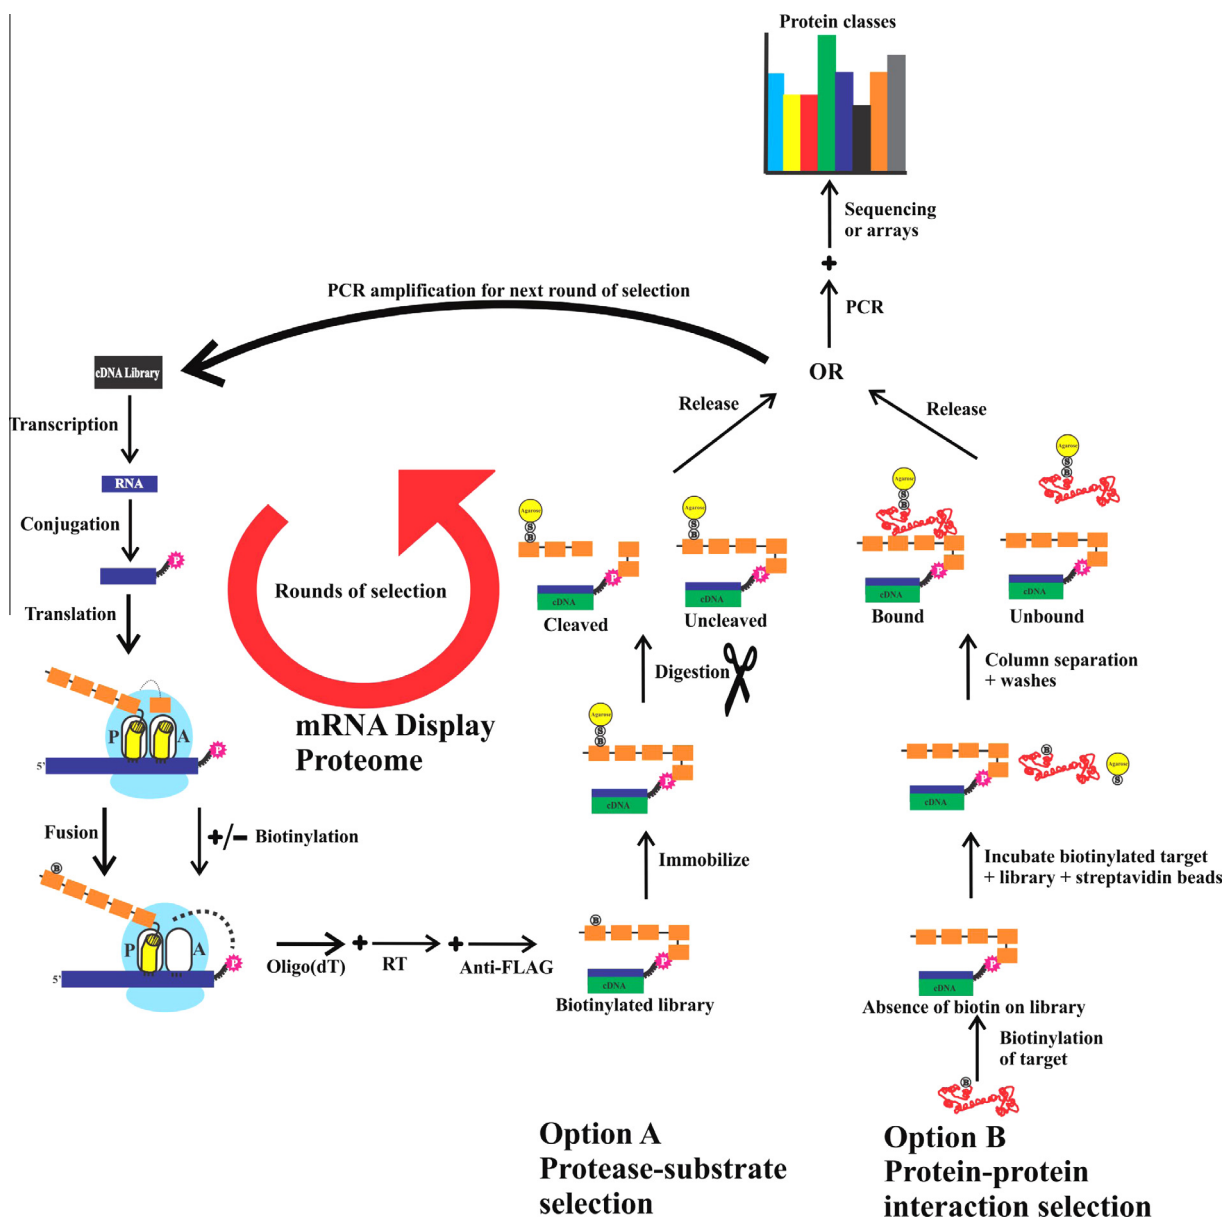 Protein classes
Sequencing
or arrays
+
PCR
PCR amplification for next round of selection
OR
cDNA Library
Release
Release
Transcription
RNA
Conjugation
P
Translation
Rounds of selection
mRNA Display
Proteome
P
A
5'
P
Fusion
+/− Biotinylation
B
P
A
5'
P
Oligo(dT)
+
RT
+
Anti-FLAG
Agarose
S
B
P
cDNA
Cleaved
Agarose
S
B
P
cDNA
Uncleaved
Digestion
Agarose
S
B
P
cDNA
Immobilize
B
P
cDNA
Biotinylated library
Option A
Protease-substrate
selection
Agarose
S
B
P
cDNA
Bound
Agarose
S
B
P
cDNA
Unbound
Column separation
+ washes
B
Agarose
S
P
cDNA
Incubate biotinylated target
+ library + streptavidin beads
P
cDNA
Absence of biotin on library
Biotinylation
of target
B
Option B
Protein-protein
interaction selection